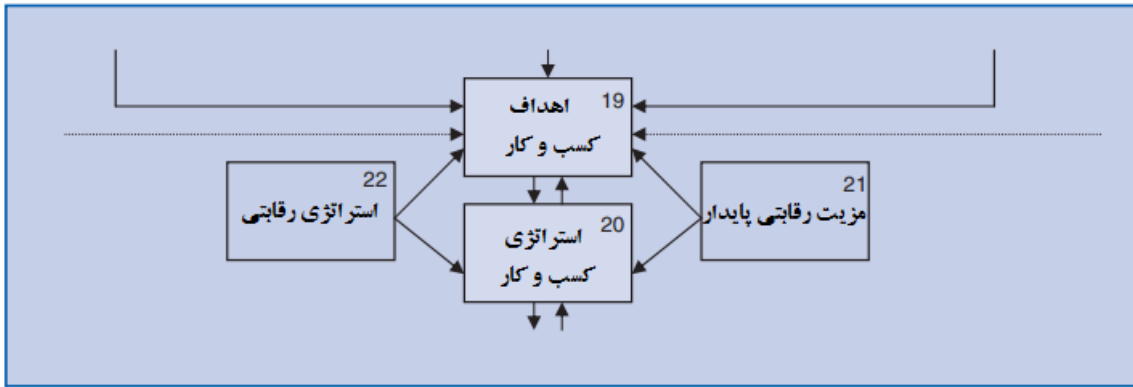 19
اهداف
کسب و کار
22
استراتژی رقابتی
21
مزیت رقابتی پایدار
20
استراتژی
کسب و کار